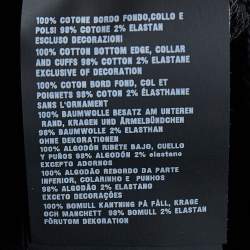 100% COTONE BORDO FONDO,COLLO E
POLSI 98% COTONE 2% ELASTAN
ESCLUSO DECORAZIONI
100% COTTON BOTTOM EDGE, COLLAR
AND CUFFS 98% COTTON 2% ELASTANE
EXCLUSIVE OF DECORATION
100% COTON BORD FOND, COL ET
POIGNETS 98% COTON 2% ÉLASTHANNE
SANS L'ORNAMENT
100% BAUMWOLLE BESATZ AM UNTEREN
RAND, KRAGEN UND ÄRMELBÜNDCHEN
98% BAUMWOLLE 2% ELASTHAN
OHNE DEKORATIONEN
100% ALGODÓN RIBETE BAJO, CUELLO
Y PUÑOS 98% ALGODÓN 2% elastano
EXCEPTO ADORNOS
100% ALGODÃO REBORDO DA PARTE
INFERIOR, COLARINHO E PUNHOS
98% ALGODÃO 2% ELASTANO
EXCETO DECORAÇÕES
100% BOMULL KANTNING PÅ FÅLL, KRAGE
OCH MANCHETT 98% BOMULL 2% ELASTAN
FÖRUTOM DEKORATION